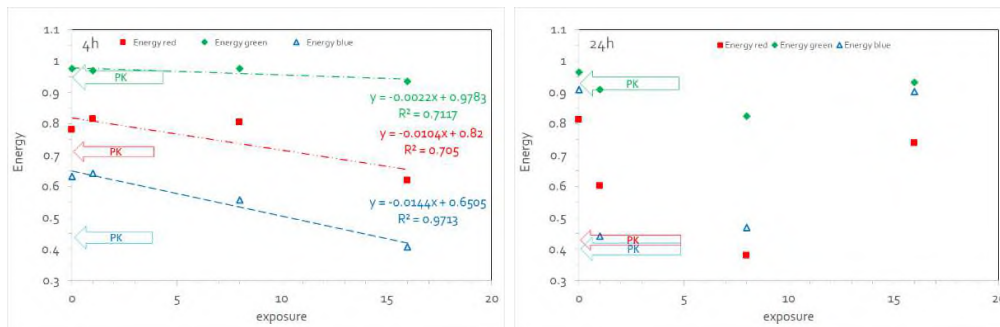 4h
Energy red Energy green Energy blue
1.1
1
0.9
0.8
0.7
0.6
0.5
0.4
0.3
Energy
PK
PK
PK
y = -0.0022x + 0.9783
R² = 0.7117
y = -0.0104x + 0.82
R² = 0.705
y = -0.0144x + 0.6505
R² = 0.9713
0 5 10 15 20
exposure
24h
Energy red Energy green Energy blue
1.1
1
0.9
0.8
0.7
0.6
0.5
0.4
0.3
Energy
PK
PK
PK
0 5 10 15 20
exposure